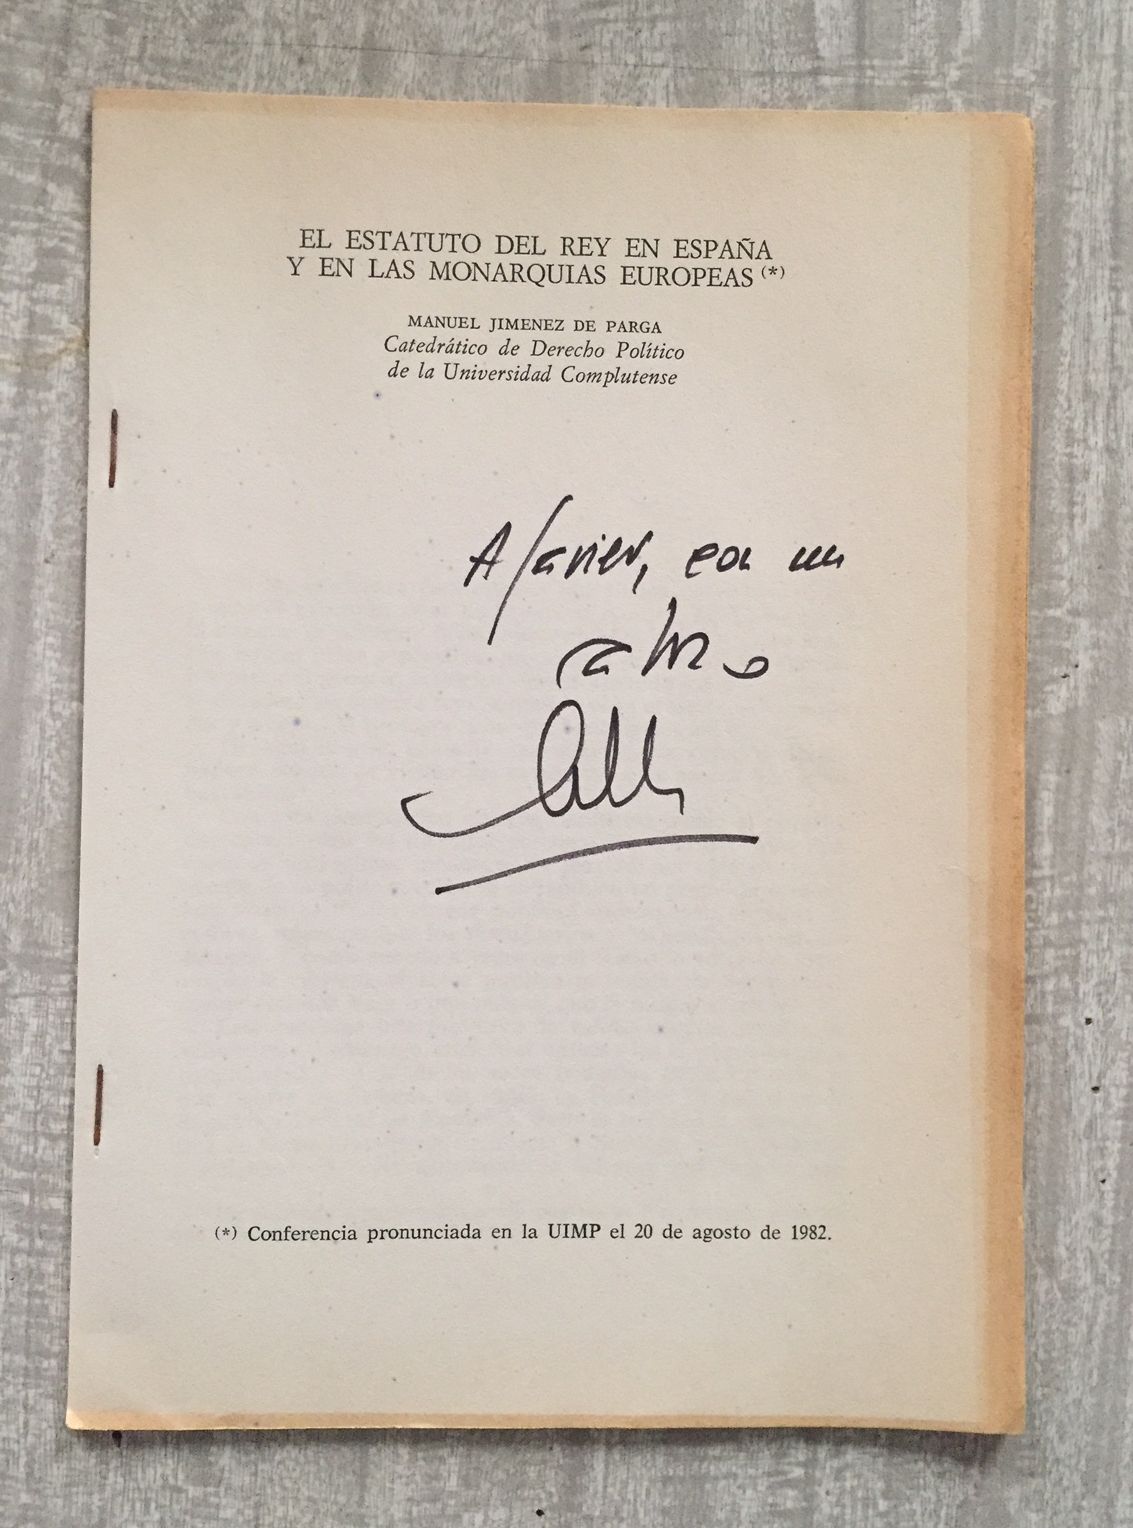 EL ESTATUTO DEL REY EN ESPAÑA
Y EN LAS MONARQUIAS EUROPEAS (*)
MANUEL JIMENEZ DE PARGA
Catedrático de Derecho Político
de la Universidad Complutense
A Javier, con un
abrazo
(*) Conferencia pronunciada en la UIMP el 20 de agosto de 1982.